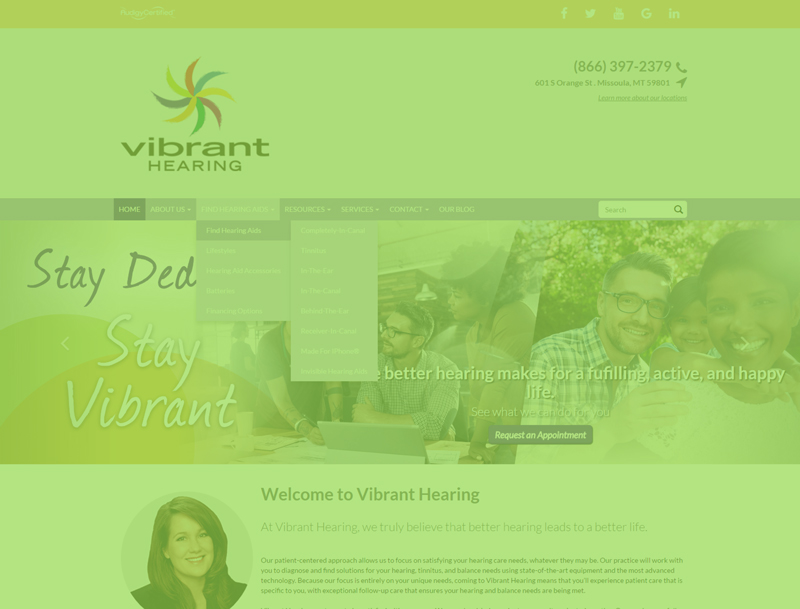 AudigyCertified
(866) 397-2379
601 S Orange St . Missoula, MT 59801
Learn more about our locations
vibrant
HEARING
HOME ABOUT US FIND HEARING AIDS RESOURCES SERVICES CONTACT OUR BLOG
Search
Find Hearing Aids
Lifestyles
Hearing Aid Accessories
Batteries
Financing Options
Completely-In-Canal
Tinnitus
In-The-Ear
In-The-Canal
Behind-The-Ear
Receiver-In-Canal
Made For iPhone®
Invisible Hearing Aids
Stay Ded
Stay
Vibrant
e better hearing makes for a fufilling, active, and happy
life.
See what we can do for you
Request an Appointment
Welcome to Vibrant Hearing
At Vibrant Hearing, we truly believe that better hearing leads to a better life.
Our patient-centered approach allows us to focus on satisfying your hearing care needs, whatever they may be. Our practice will work with
you to diagnose and find solutions for your hearing, tinnitus, and balance needs using state-of-the-art equipment and the most advanced
technology. Because our focus is entirely on your unique needs, coming to Vibrant Hearing means that you'll experience patient care that is
specific to you, with exceptional follow-up care that ensures your hearing and balance needs are being met.